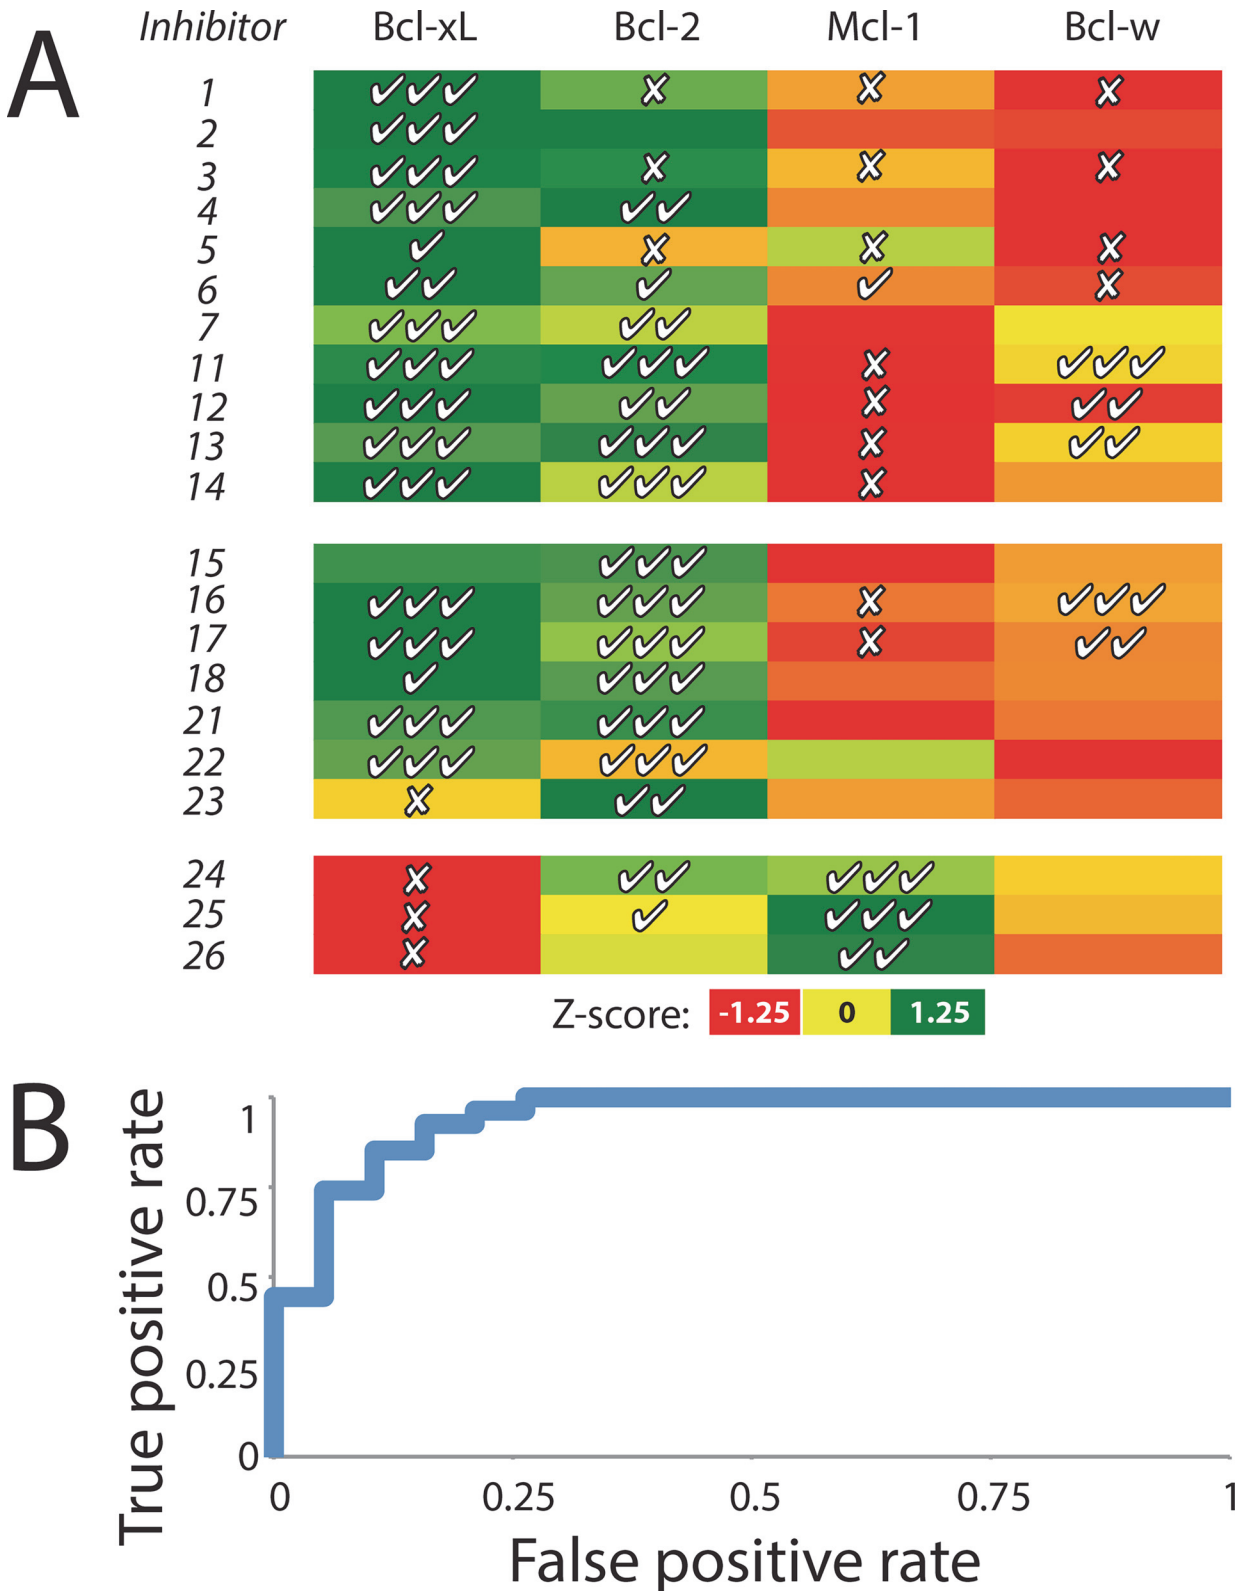 A
Inhibitor Bcl-xL Bcl-2 Mcl-1 Bcl-w
1 ✓✓✓ ✗ ✗ ✗
2 ✓✓✓
3 ✓✓✓ ✗ ✗ ✗
4 ✓✓✓ ✓✓
5 ✓ ✗ ✗ ✗
6 ✓✓ ✓ ✓ ✗
7 ✓✓✓ ✓✓
11 ✓✓✓ ✓✓✓ ✗ ✓✓✓
12 ✓✓✓ ✓✓ ✗ ✓✓
13 ✓✓✓ ✓✓✓ ✗ ✓✓
14 ✓✓✓ ✓✓✓ ✗
15 ✓✓✓
16 ✓✓✓ ✓✓✓ ✗ ✓✓✓
17 ✓✓✓ ✓✓✓ ✗ ✓✓
18 ✓ ✓✓✓
21 ✓✓✓ ✓✓✓
22 ✓✓✓ ✓✓✓
23 ✗ ✓✓
24 ✗ ✓✓ ✓✓✓
25 ✗ ✓ ✓✓✓
26 ✗ ✓✓
Z-score: -1.25 0 1.25
B
True positive rate
1
0.75
0.5
0.25
0
0 0.25 0.5 0.75 1
False positive rate